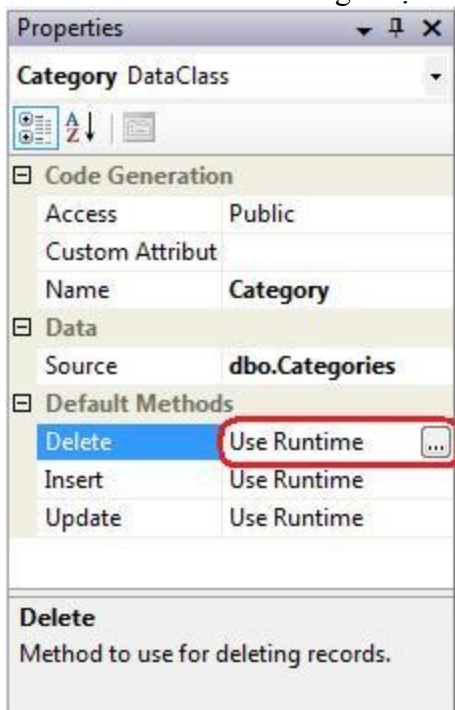 Properties
Category DataClass
Code Generation
Access Public
Custom Attribut
Name Category
Data
Source dbo.Categories
Default Methods
Delete Use Runtime ...
Insert Use Runtime
Update Use Runtime
Delete
Method to use for deleting records.